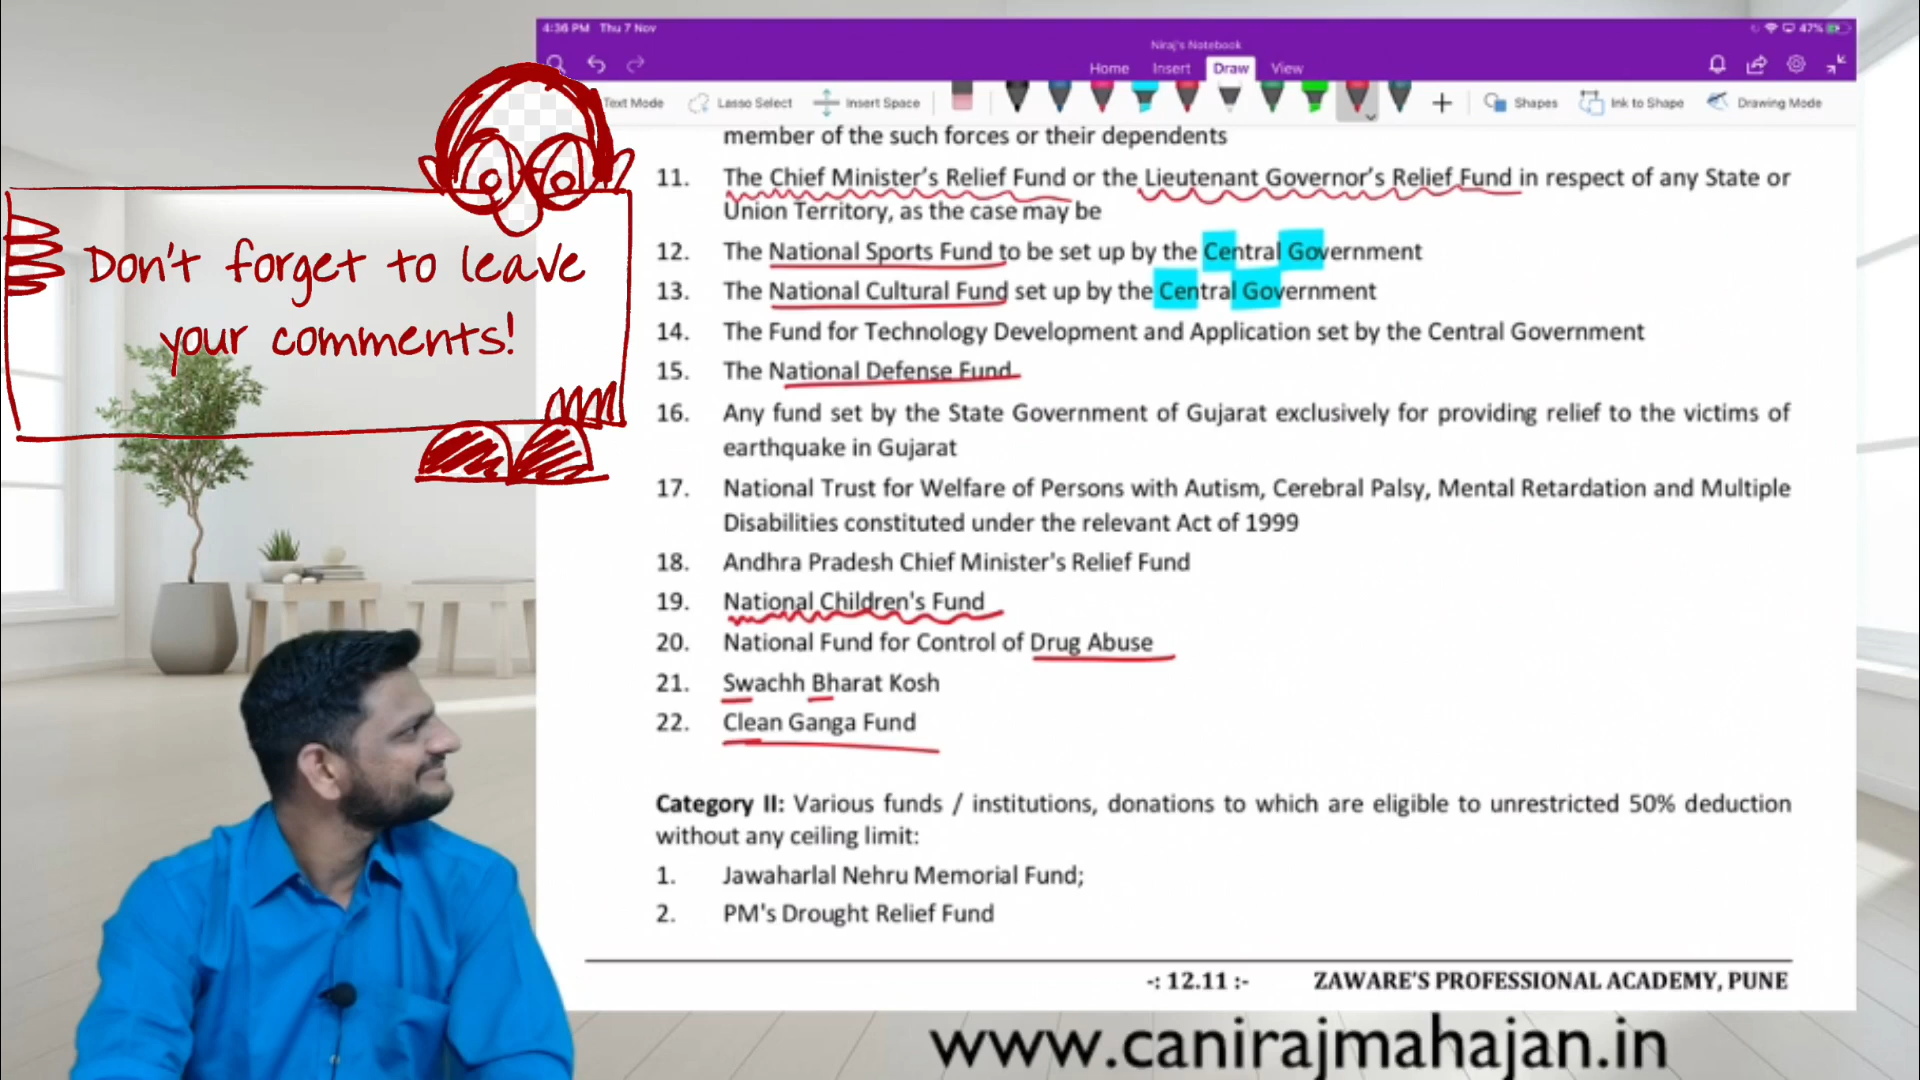 4:36 PM Thu 7 Nov
47%
Niraj's Notebook
Home Insert Draw View
Text Mode Lasso Select Insert Space Shapes Ink to Shape Drawing Mode
Don't forget to leave
your comments!
member of the such forces or their dependents
11. The Chief Minister's Relief Fund or the Lieutenant Governor's Relief Fund in respect of any State or
Union Territory, as the case may be
12. The National Sports Fund to be set up by the Central Government
13. The National Cultural Fund set up by the Central Government
14. The Fund for Technology Development and Application set by the Central Government
15. The National Defense Fund
16. Any fund set by the State Government of Gujarat exclusively for providing relief to the victims of
earthquake in Gujarat
17. National Trust for Welfare of Persons with Autism, Cerebral Palsy, Mental Retardation and Multiple
Disabilities constituted under the relevant Act of 1999
18. Andhra Pradesh Chief Minister's Relief Fund
19. National Children's Fund
20. National Fund for Control of Drug Abuse
21. Swachh Bharat Kosh
22. Clean Ganga Fund
Category II: Various funds / institutions, donations to which are eligible to unrestricted 50% deduction
without any ceiling limit:
1. Jawaharlal Nehru Memorial Fund;
2. PM's Drought Relief Fund
-: 12.11 :- ZAWARE'S PROFESSIONAL ACADEMY, PUNE
www.canirajmahajan.in